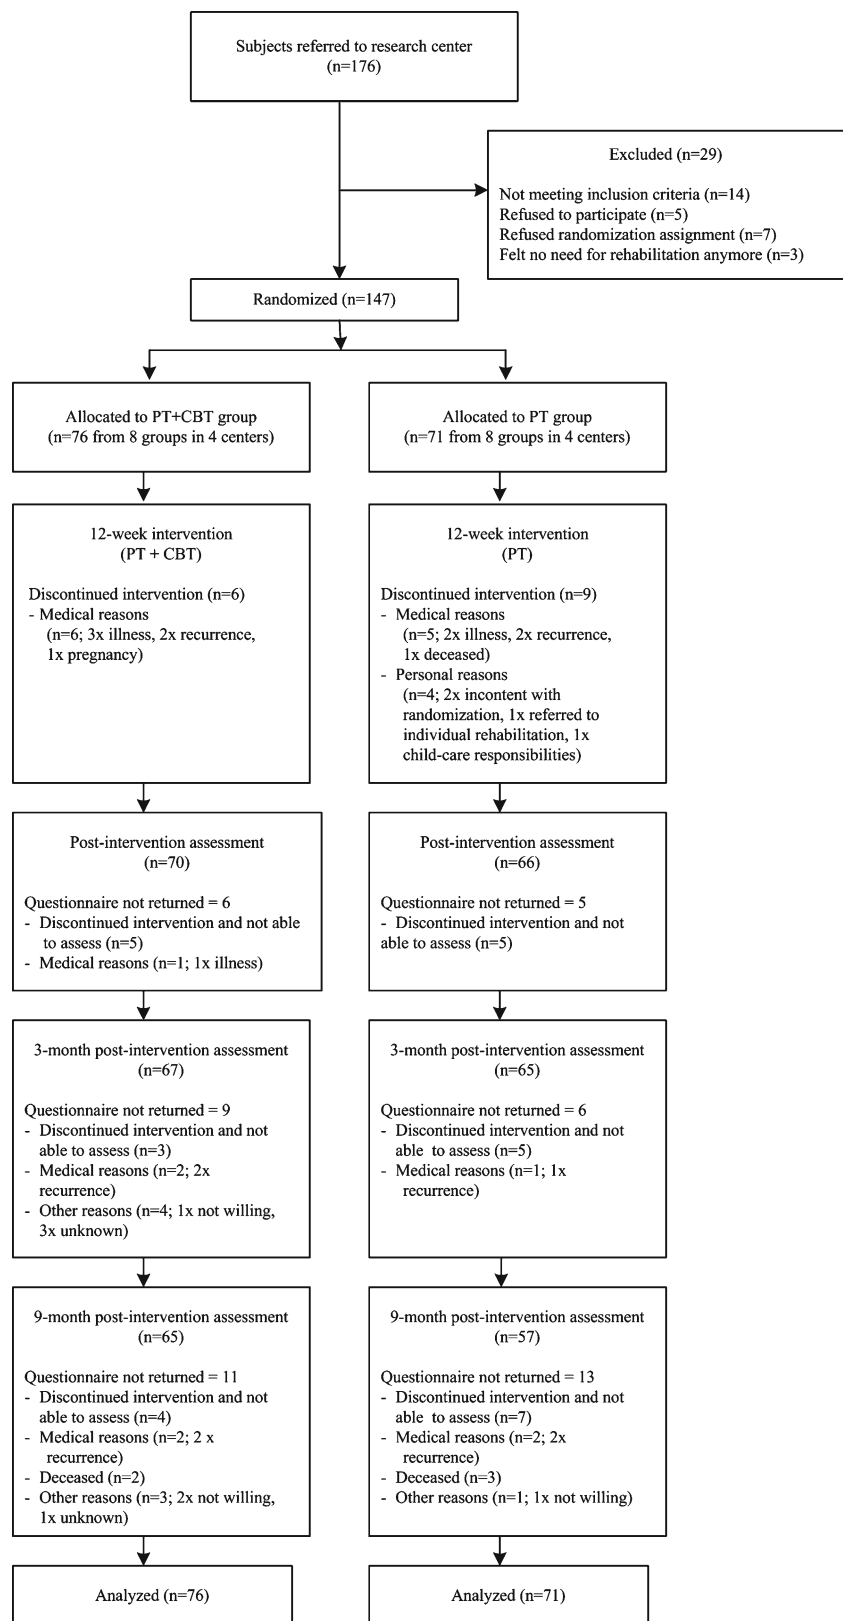 Subjects referred to research center
(n=176)
Excluded (n=29)
Not meeting inclusion criteria (n=14)
Refused to participate (n=5)
Refused randomization assignment (n=7)
Felt no need for rehabilitation anymore (n=3)
Randomized (n=147)
Allocated to PT+CBT group
(n=76 from 8 groups in 4 centers)
Allocated to PT group
(n=71 from 8 groups in 4 centers)
12-week intervention
(PT + CBT)
Discontinued intervention (n=6)
- Medical reasons
(n=6; 3x illness, 2x recurrence,
1x pregnancy)
12-week intervention
(PT)
Discontinued intervention (n=9)
- Medical reasons
(n=5; 2x illness, 2x recurrence,
1x deceased)
- Personal reasons
(n=4; 2x incontent with
randomization, 1x referred to
individual rehabilitation, 1x
child-care responsibilities)
Post-intervention assessment
(n=70)
Questionnaire not returned = 6
- Discontinued intervention and not able
to assess (n=5)
- Medical reasons (n=1; 1x illness)
Post-intervention assessment
(n=66)
Questionnaire not returned = 5
- Discontinued intervention and not
able to assess (n=5)
3-month post-intervention assessment
(n=67)
Questionnaire not returned = 9
- Discontinued intervention and not
able to assess (n=3)
- Medical reasons (n=2; 2x
recurrence)
- Other reasons (n=4; 1x not willing,
3x unknown)
3-month post-intervention assessment
(n=65)
Questionnaire not returned = 6
- Discontinued intervention and not
able to assess (n=5)
- Medical reasons (n=1; 1x
recurrence)
9-month post-intervention assessment
(n=65)
Questionnaire not returned = 11
- Discontinued intervention and not
able to assess (n=4)
- Medical reasons (n=2; 2 x
recurrence)
- Deceased (n=2)
- Other reasons (n=3; 2x not willing,
1x unknown)
9-month post-intervention assessment
(n=57)
Questionnaire not returned = 13
- Discontinued intervention and not
able to assess (n=7)
- Medical reasons (n=2; 2x
recurrence)
- Deceased (n=3)
- Other reasons (n=1; 1x not willing)
Analyzed (n=76)
Analyzed (n=71)